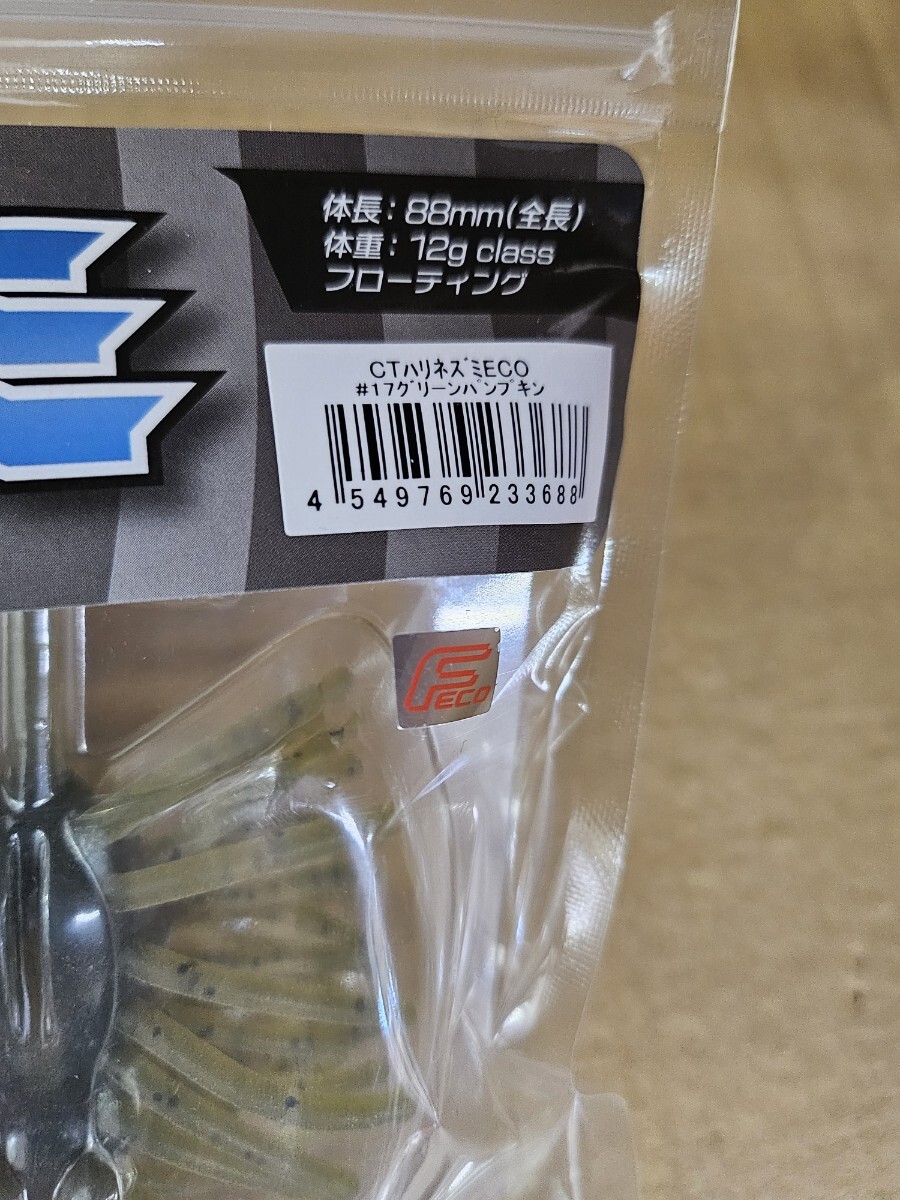 体長：88mm(全長)
体重：12g class
フローティング
CTﾊﾘﾈｽﾞﾐECO
#17ｸﾞﾘｰﾝﾊﾟﾝﾌﾟｷﾝ
4 549769 233688
FECO